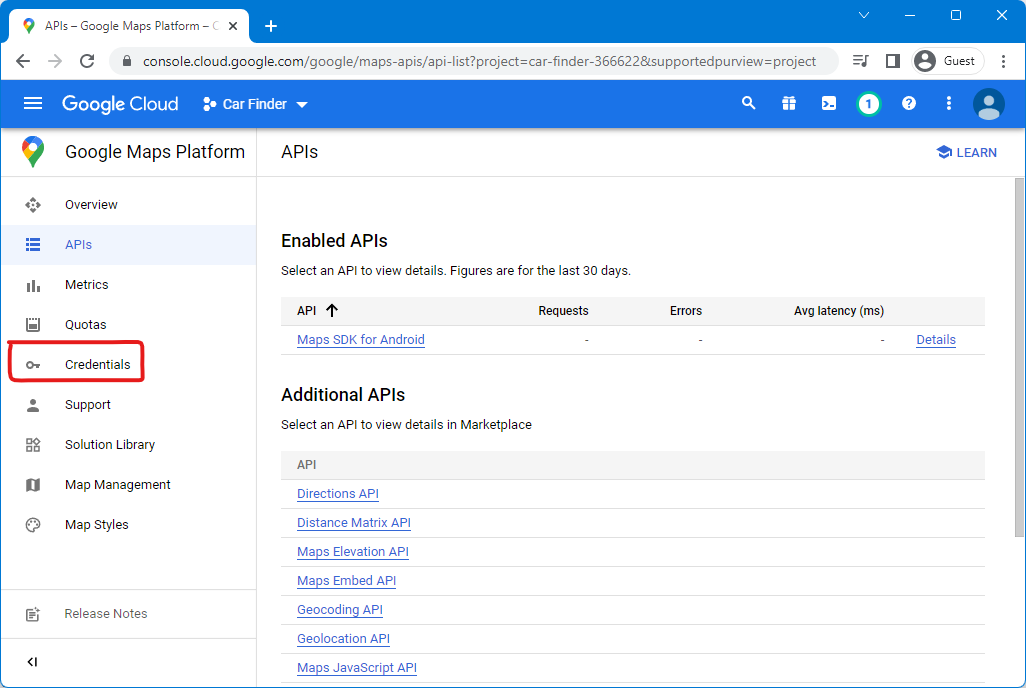 APIs – Google Maps Platform –
console.cloud.google.com/google/maps-apis/api-list?project=car-finder-366622&supportedpurview=project
Guest
Google Cloud Car Finder 1 ?
Google Maps Platform
APIs
LEARN
Overview
APIs
Metrics
Quotas
Credentials
Support
Solution Library
Map Management
Map Styles
Release Notes
Enabled APIs
Select an API to view details. Figures are for the last 30 days.
API Requests Errors Avg latency (ms)
Maps SDK for Android - - - Details
Additional APIs
Select an API to view details in Marketplace
API
Directions API
Distance Matrix API
Maps Elevation API
Maps Embed API
Geocoding API
Geolocation API
Maps JavaScript API